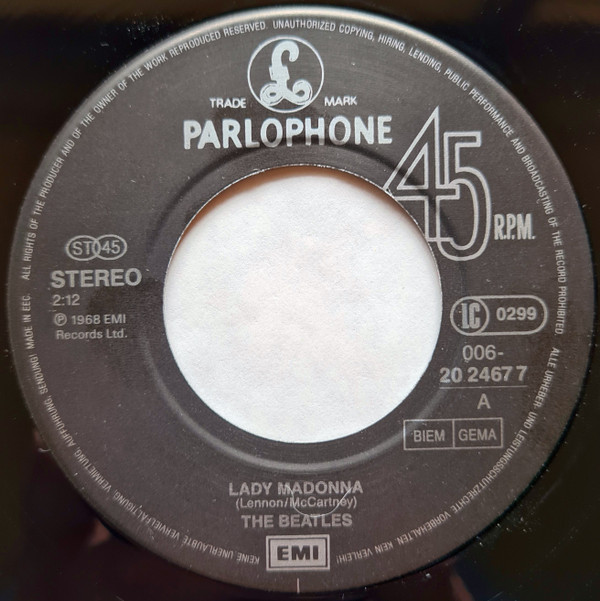 ALL RIGHTS OF THE PRODUCER AND OF THE OWNER OF THE WORK REPRODUCED RESERVED. UNAUTHORIZED COPYING, HIRING, LENDING, PUBLIC PERFORMANCE AND BROADCASTING OF THE RECORD PROHIBITED.
ALLE URHEBER- UND LEISTUNGSSCHUTZRECHTE VORBEHALTEN. KEIN VERLEIH! KEINE UNERLAUBTE VERVIELFÄLTIGUNG, VERMIETUNG, AUFFÜHRUNG, SENDUNG! MADE IN EEC.
£
TRADE MARK
PARLOPHONE
45 R.P.M.
ST 45
STEREO
2:12
℗ 1968 EMI
Records Ltd.
LC 0299
006-
20 2467 7
A
BIEM GEMA
LADY MADONNA
(Lennon/McCartney)
THE BEATLES
EMI